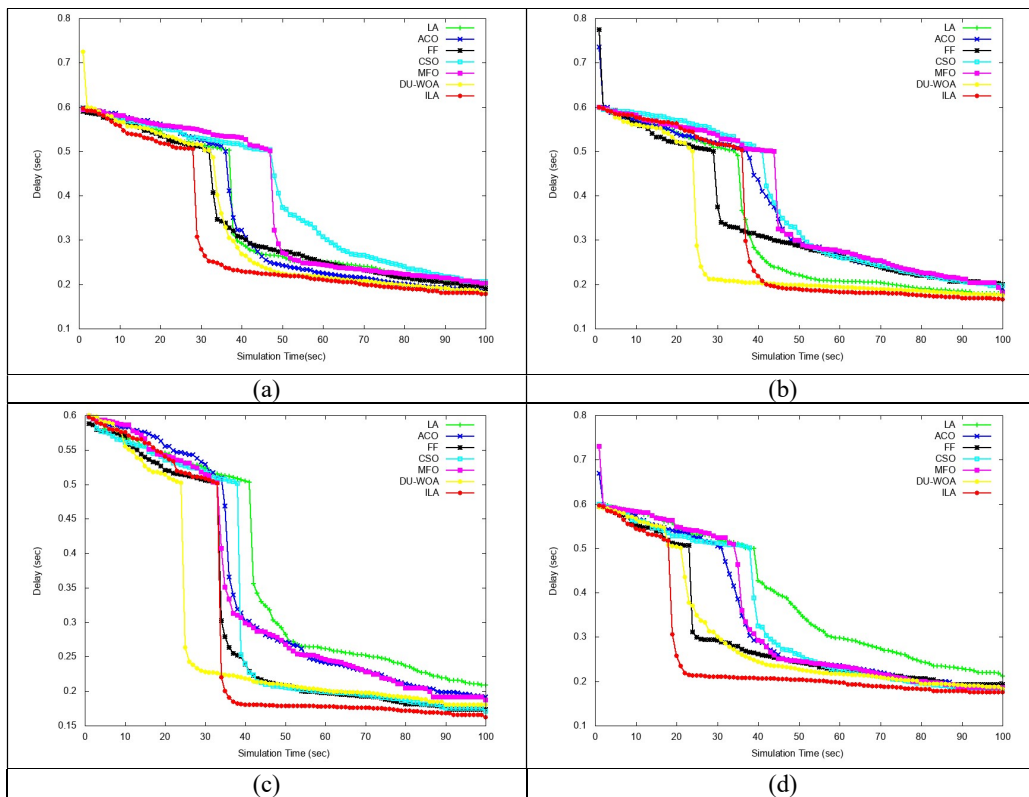 0.8
0.7
0.6
0.5
0.4
0.3
0.2
0.1
Delay (sec)
0 10 20 30 40 50 60 70 80 90 100
Simulation Time(sec)
LA
ACO
FF
CSO
MFO
DU-WOA
ILA
0.8
0.7
0.6
0.5
0.4
0.3
0.2
0.1
Delay (sec)
0 10 20 30 40 50 60 70 80 90 100
Simulation Time (sec)
LA
ACO
FF
CSO
MFO
DU-WOA
ILA
(a)
(b)
0.6
0.55
0.5
0.45
0.4
0.35
0.3
0.25
0.2
0.15
Delay (sec)
0 10 20 30 40 50 60 70 80 90 100
Simulation Time (sec)
LA
ACO
FF
CSO
MFO
DU-WOA
ILA
0.8
0.7
0.6
0.5
0.4
0.3
0.2
0.1
Delay (sec)
0 10 20 30 40 50 60 70 80 90 100
Simulation Time (sec)
LA
ACO
FF
CSO
MFO
DU-WOA
ILA
(c)
(d)